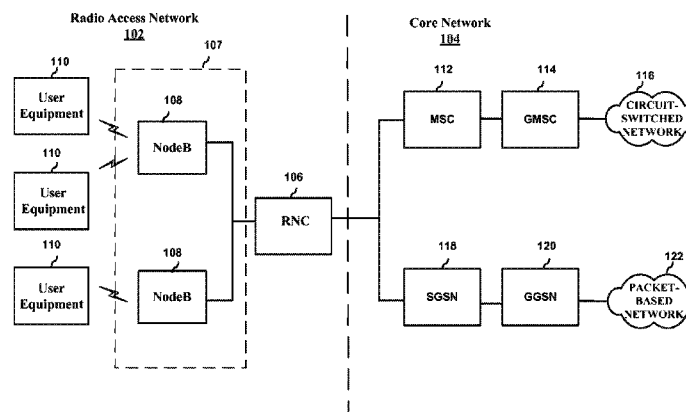 Radio Access Network
102
Core Network
104
107
110
User
Equipment
108
NodeB
110
User
Equipment
106
RNC
110
User
Equipment
108
NodeB
112
MSC
114
GMSC
116
CIRCUIT-
SWITCHED
NETWORK
118
SGSN
120
GGSN
122
PACKET-
BASED
NETWORK